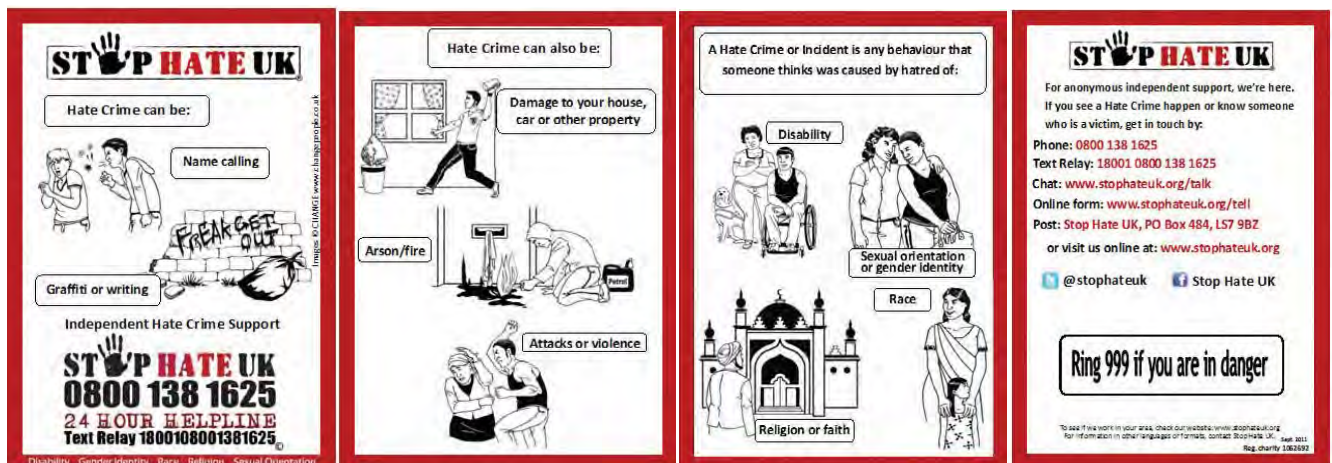 STOP HATE UK
Hate Crime can be:
Name calling
Images © CHANGE www.changepeople.co.uk
FREAK GET
OUT
Graffiti or writing
Independent Hate Crime Support
STOP HATE UK
0800 138 1625
24 HOUR HELPLINE
Text Relay 1800108001381625
Disability Gender Identity Race Religion Sexual Orientation
Hate Crime can also be:
Damage to your house,
car or other property
Arson/fire
Petrol
Attacks or violence
A Hate Crime or Incident is any behaviour that
someone thinks was caused by hatred of:
Disability
Sexual orientation
or gender identity
Race
Religion or faith
STOP HATE UK
For anonymous independent support, we're here.
If you see a Hate Crime happen or know someone
who is a victim, get in touch by:
Phone: 0800 138 1625
Text Relay: 18001 0800 138 1625
Chat: www.stophateuk.org/talk
Online form: www.stophateuk.org/tell
Post: Stop Hate UK, PO Box 484, LS7 9BZ
or visit us online at: www.stophateuk.org
@stophateuk Stop Hate UK
Ring 999 if you are in danger
To see if we work in your area, check our website: www.stophateuk.org
For information in other languages or formats, contact Stop Hate UK.
Sept 2011
Reg. charity 1062692